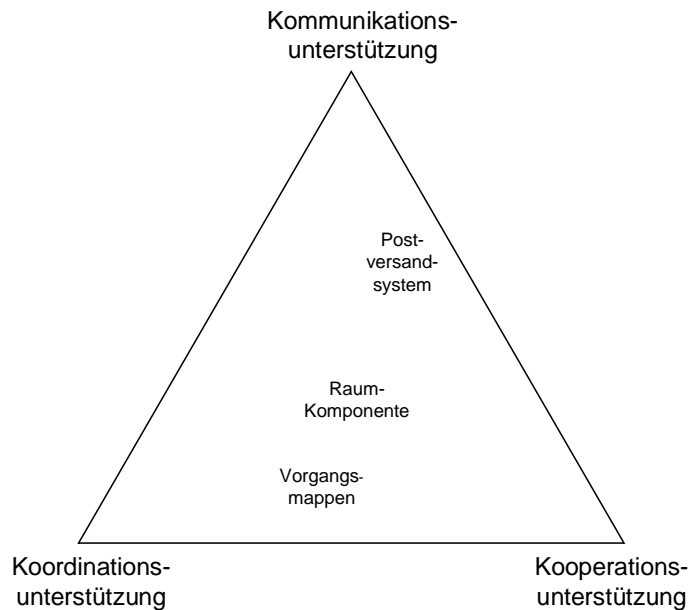 Kommunikations-
unterstützung
Post-
versand-
system
Raum-
Komponente
Vorgangs-
mappen
Koordinations-
unterstützung
Kooperations-
unterstützung